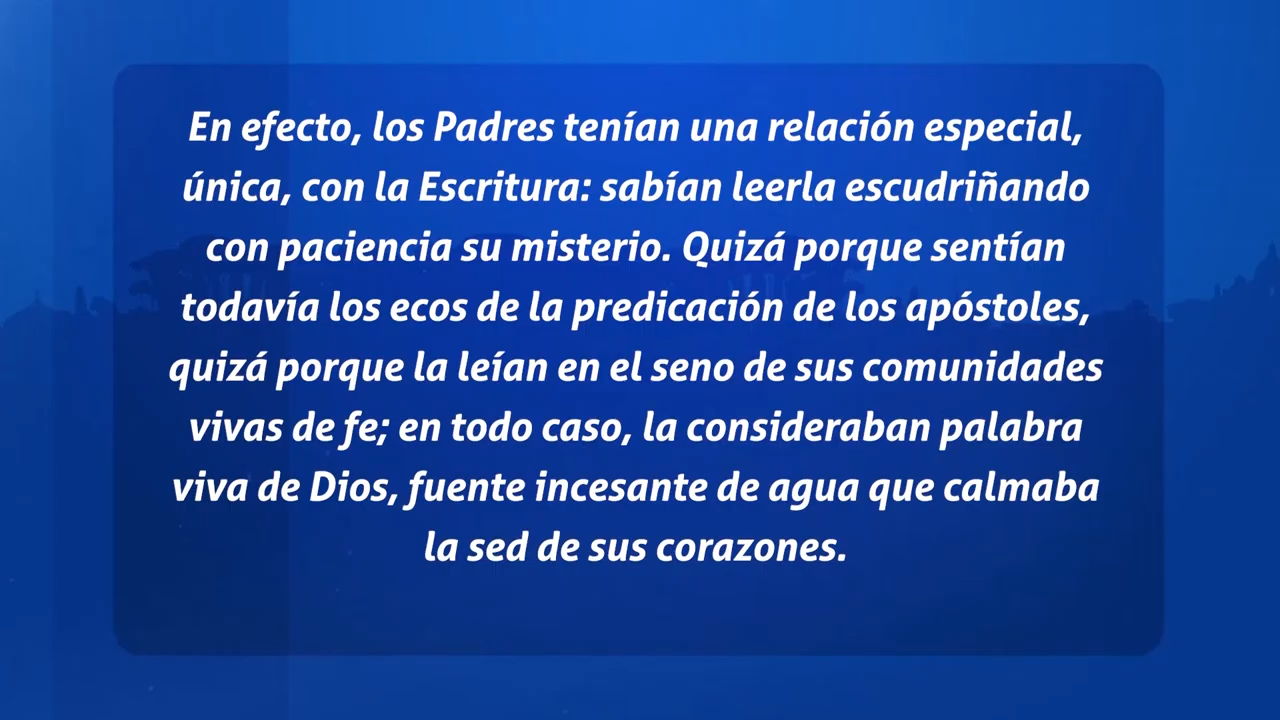 En efecto, los Padres tenían una relación especial,
única, con la Escritura: sabían leerla escudriñando
con paciencia su misterio. Quizá porque sentían
todavía los ecos de la predicación de los apóstoles,
quizá porque la leían en el seno de sus comunidades
vivas de fe; en todo caso, la consideraban palabra
viva de Dios, fuente incesante de agua que calmaba
la sed de sus corazones.